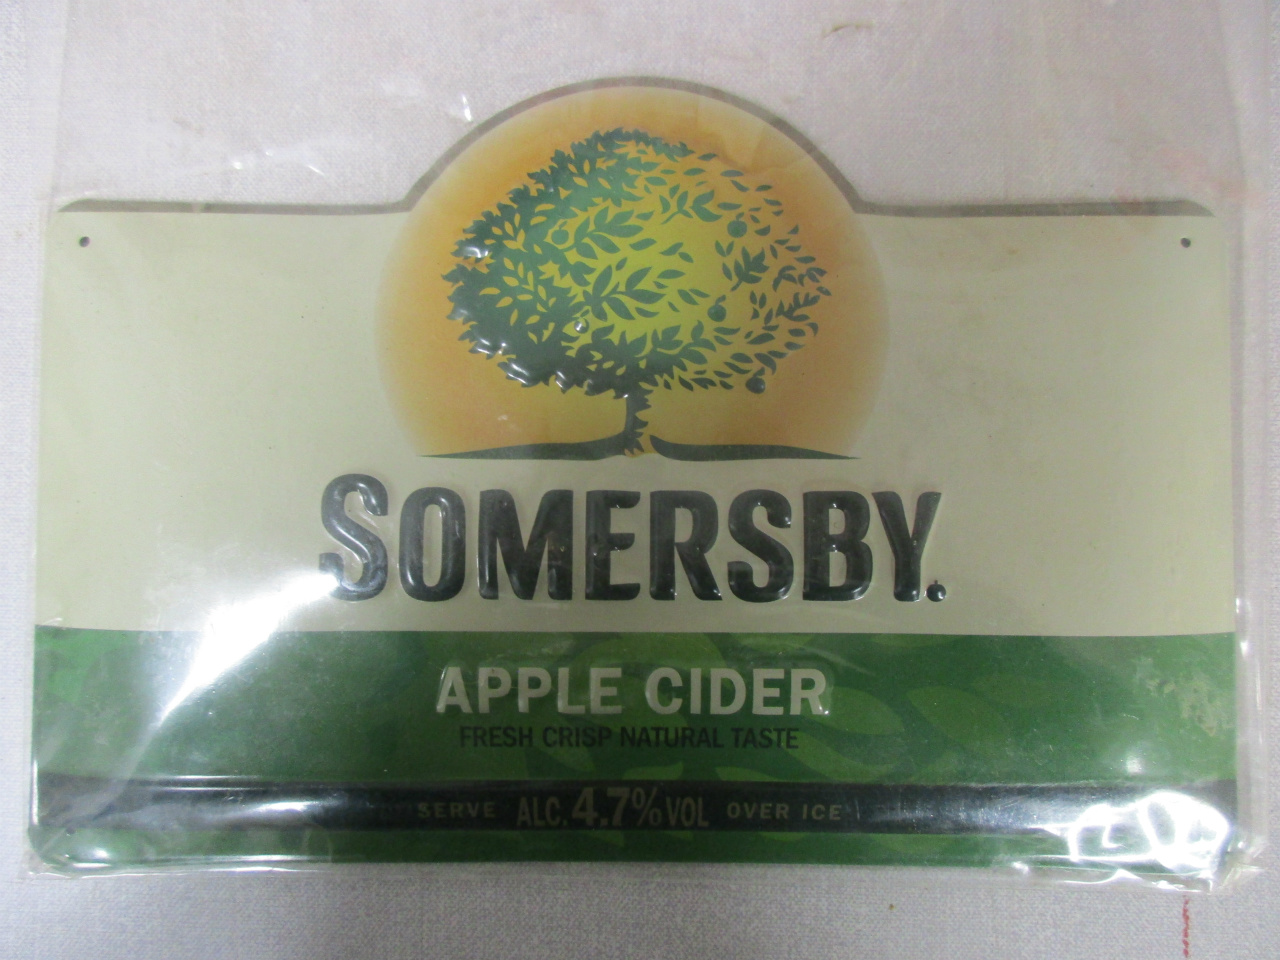 SOMERSBY.
APPLE CIDER
FRESH CRISP NATURAL TASTE
SERVE ALC. 4.7% VOL OVER ICE